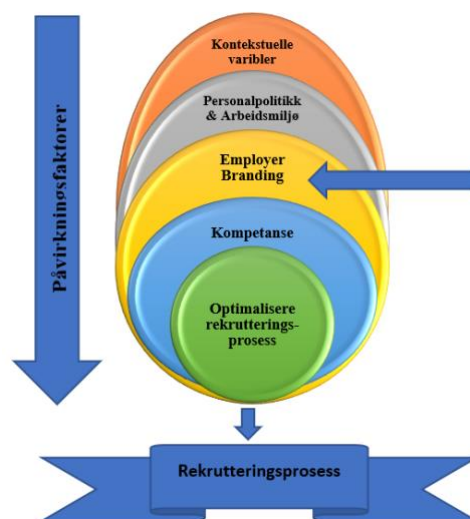 Påvirkningsfaktorer
Kontekstuelle
varibler
Personalpolitikk
& Arbeidsmiljø
Employer
Branding
Kompetanse
Optimalisere
rekrutterings-
prosess
Rekrutteringsprosess